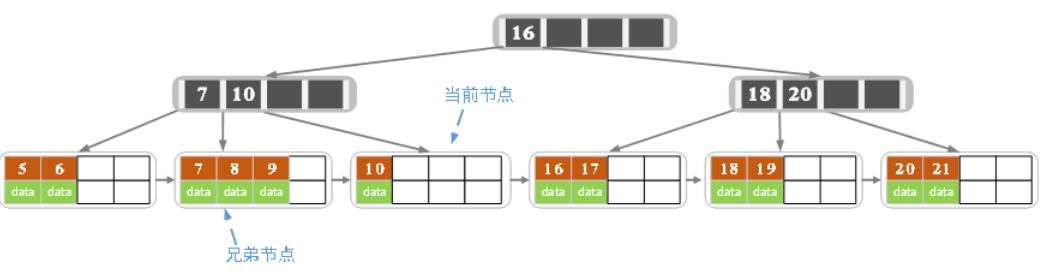 16
7 10
18 20
当前节点
5 6
data data
7 8 9
data data data
10
data
16 17
data data
18 19
data data
20 21
data data
兄弟节点